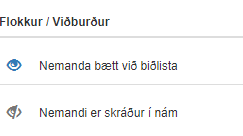 Flokkur / Viðburður
Nemanda bætt við biðlista
Nemandi er skráður í nám